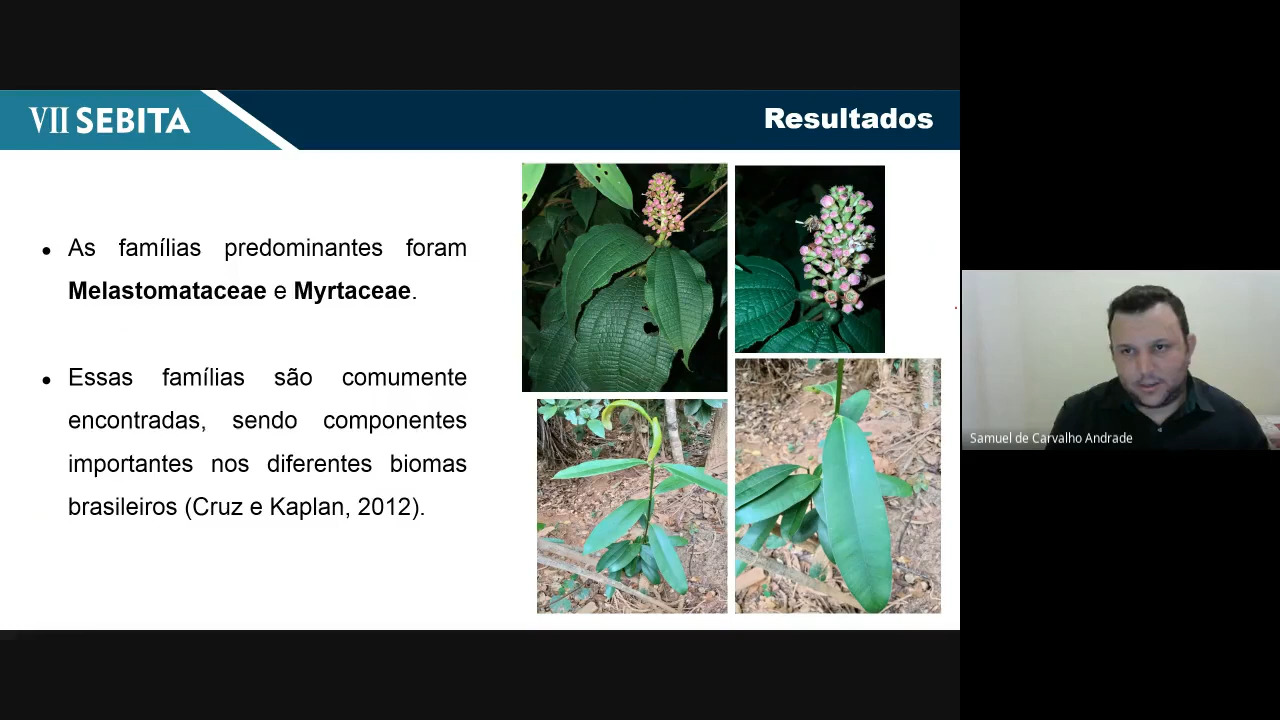 VII SEBITA
Resultados
• As famílias predominantes foram
Melastomataceae e Myrtaceae.
• Essas famílias são comumente
encontradas, sendo componentes
importantes nos diferentes biomas
brasileiros (Cruz e Kaplan, 2012).
Samuel de Carvalho Andrade